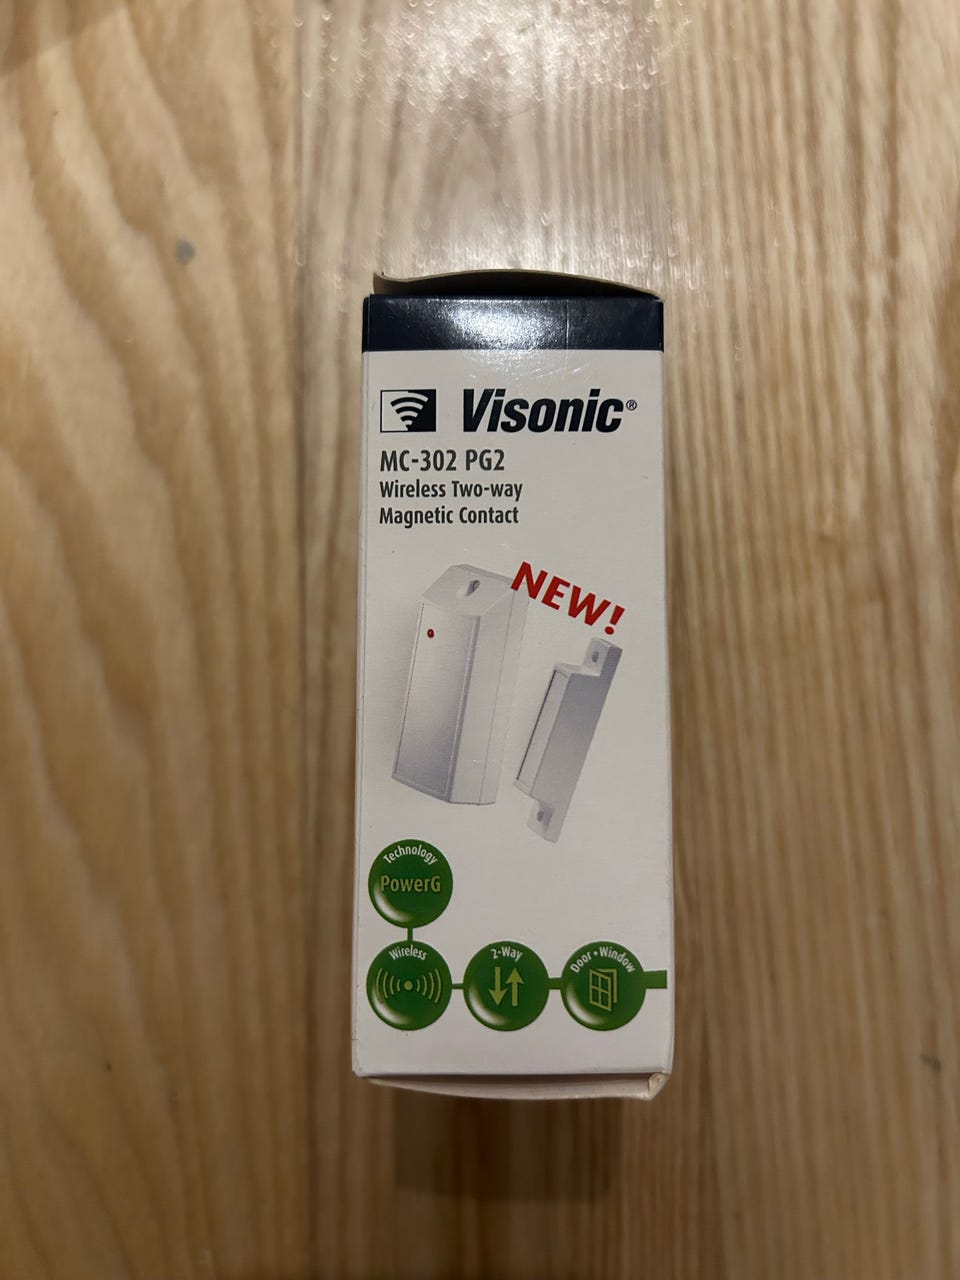 Visonic®
MC-302 PG2
Wireless Two-way
Magnetic Contact
NEW!
Technology
PowerG
Wireless
2-Way
Door • Window